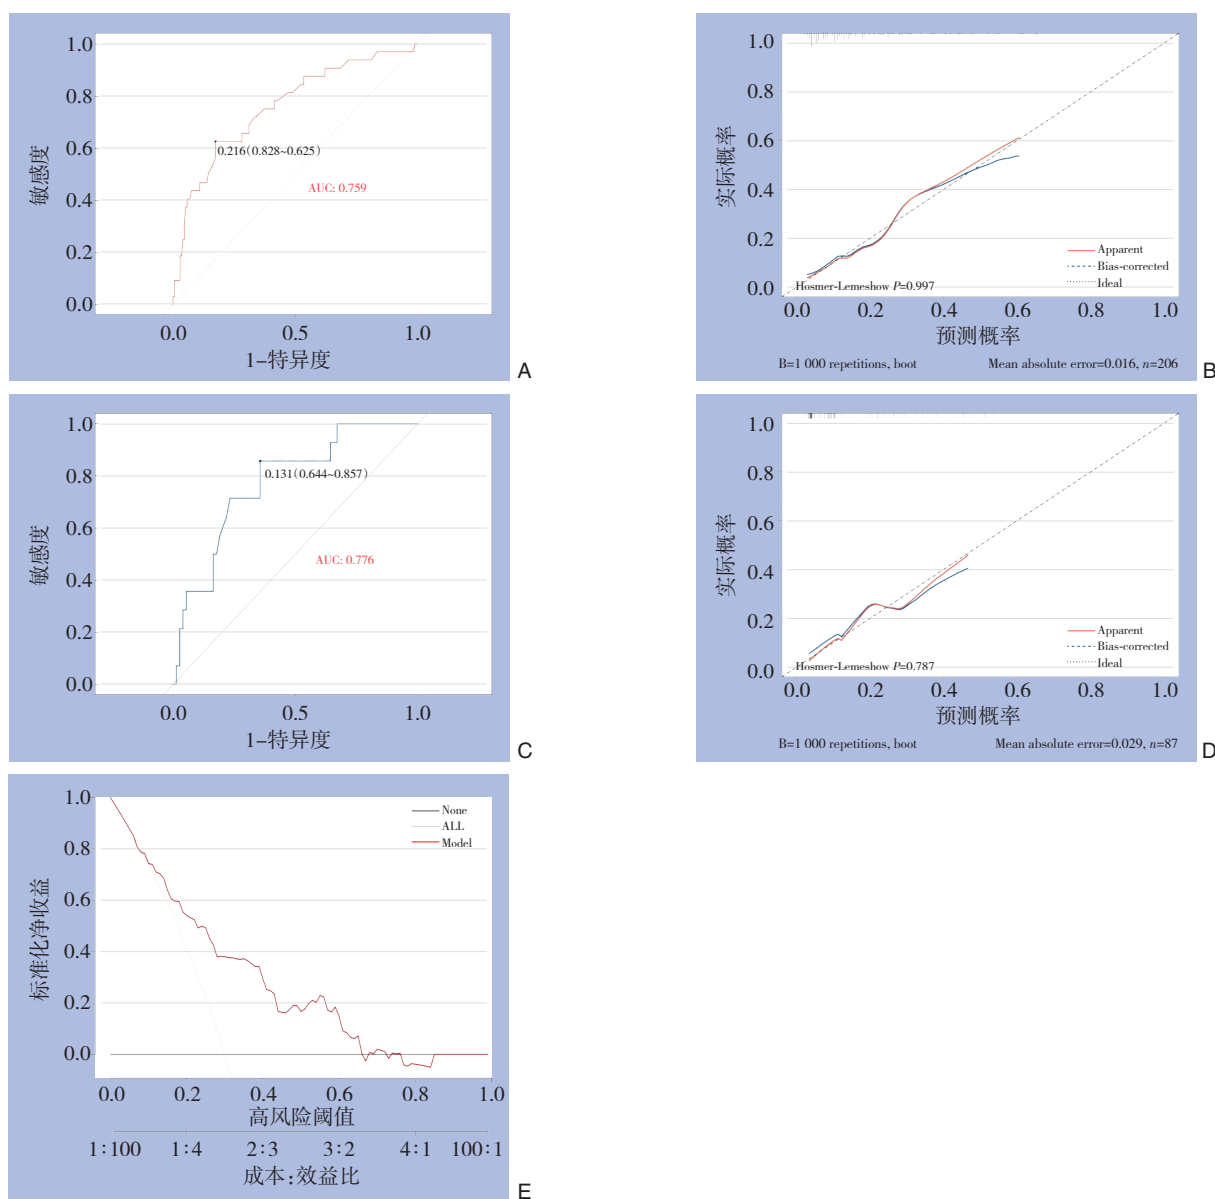 1.0
0.8
0.6
0.4
0.2
0.0
敏感度
0.216(0.828~0.625)
AUC: 0.759
0.0 0.5 1.0
1-特异度
A
1.0
0.8
0.6
0.4
0.2
0.0
实际概率
Apparent
Bias-corrected
Ideal
Hosmer-Lemeshow P=0.997
0.0 0.2 0.4 0.6 0.8 1.0
预测概率
B=1 000 repetitions, boot Mean absolute error=0.016, n=206
B
1.0
0.8
0.6
0.4
0.2
0.0
敏感度
0.131(0.644~0.857)
AUC: 0.776
0.0 0.5 1.0
1-特异度
C
1.0
0.8
0.6
0.4
0.2
0.0
实际概率
Apparent
Bias-corrected
Ideal
Hosmer-Lemeshow P=0.787
0.0 0.2 0.4 0.6 0.8 1.0
预测概率
B=1 000 repetitions, boot Mean absolute error=0.029, n=87
D
1.0
0.8
0.6
0.4
0.2
0.0
标准化净收益
None
ALL
Model
0.0 0.2 0.4 0.6 0.8 1.0
高风险阈值
1:100 1:4 2:3 3:2 4:1 100:1
成本:效益比
E